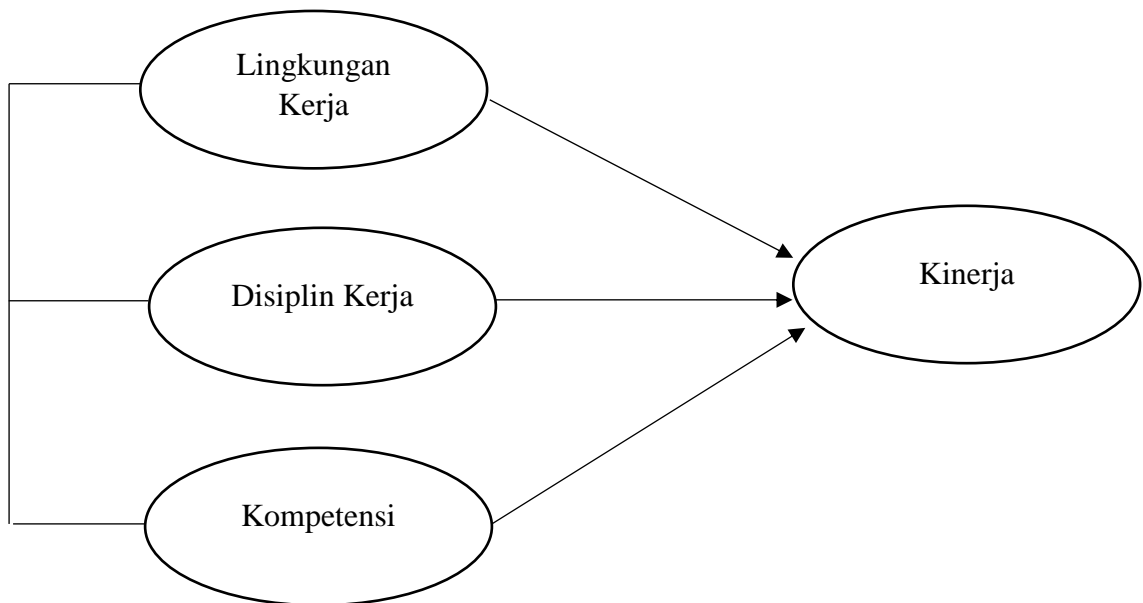 Lingkungan
Kerja
Disiplin Kerja
Kinerja
Kompetensi